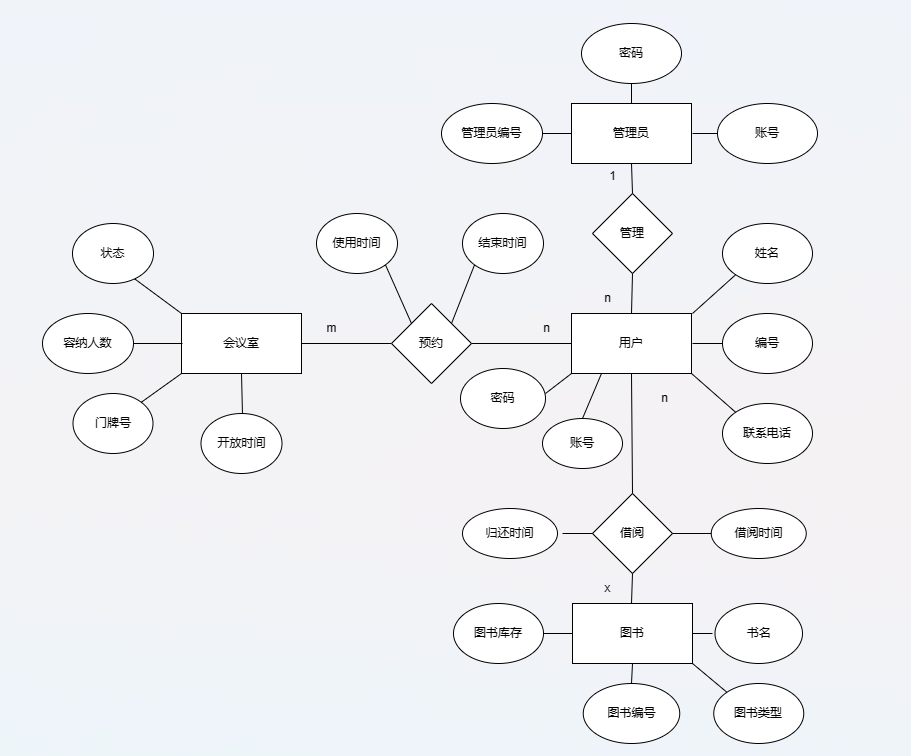 密码
管理员编号
管理员
账号
1
管理
状态
使用时间
结束时间
姓名
n
m
n
容纳人数
会议室
预约
用户
编号
密码
n
门牌号
开放时间
账号
联系电话
归还时间
借阅
借阅时间
x
图书库存
图书
书名
图书编号
图书类型